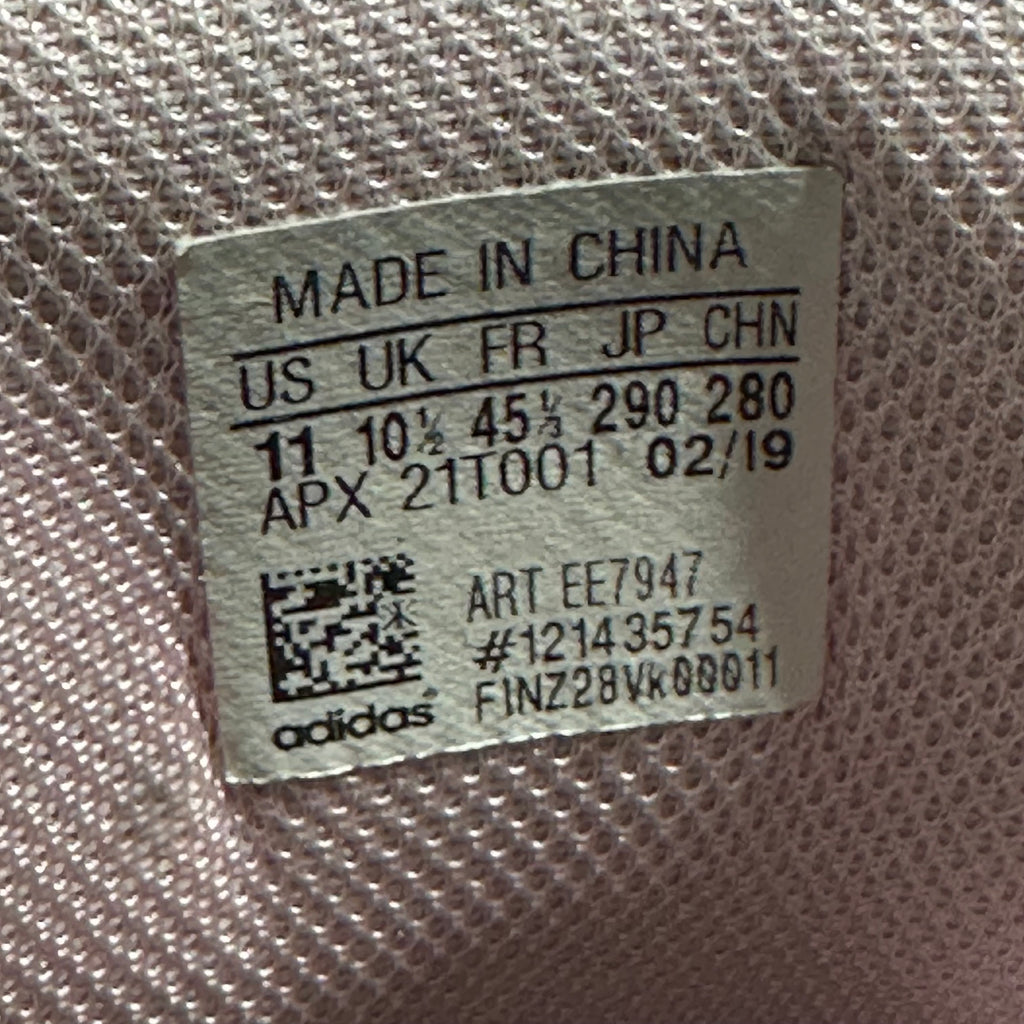 MADE IN CHINA
US UK FR JP CHN
11 10½ 45⅓ 290 280
APX 21T001 02/19
ART EE7947
#121435754
FINZ28Vk00011
adidas